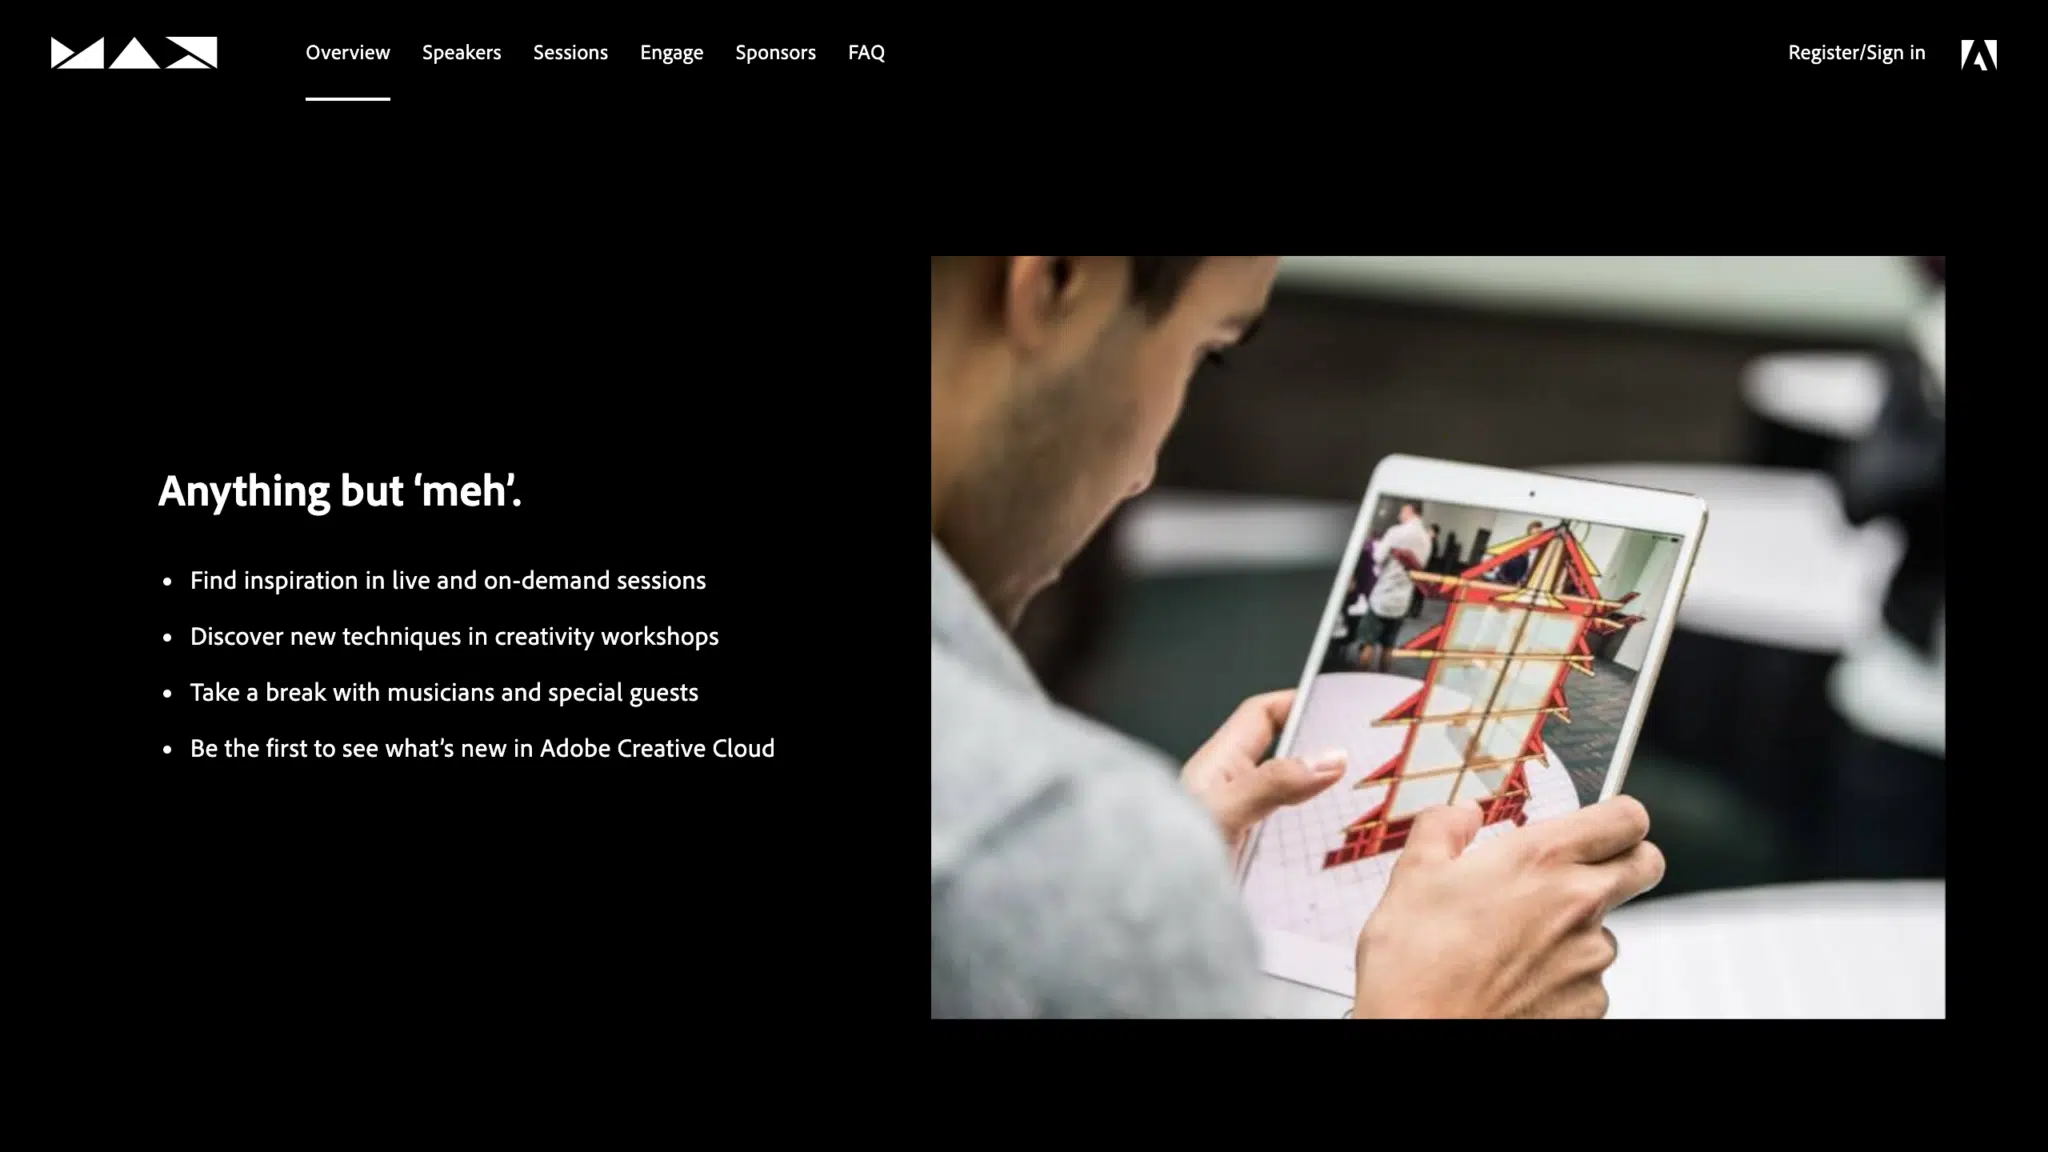 MAX
Overview
Speakers
Sessions
Engage
Sponsors
FAQ
Register/Sign in
Anything but ‘meh’.
• Find inspiration in live and on-demand sessions
• Discover new techniques in creativity workshops
• Take a break with musicians and special guests
• Be the first to see what’s new in Adobe Creative Cloud